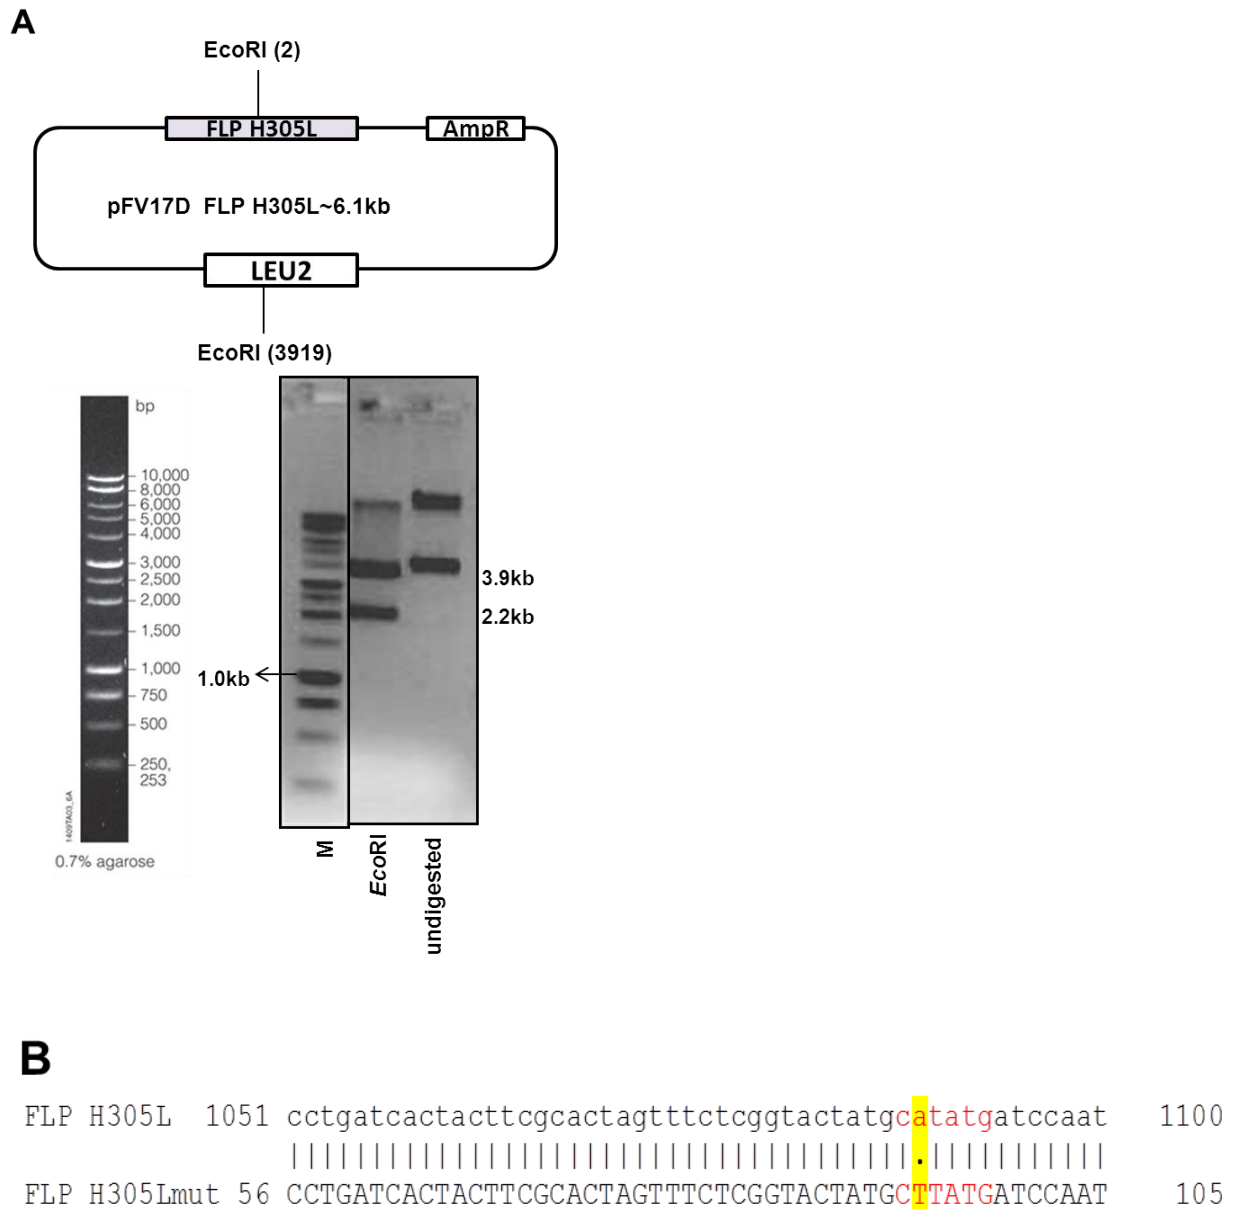 A
EcoRI (2)
FLP H305L
AmpR
pFV17D FLP H305L~6.1kb
LEU2
EcoRI (3919)
bp
10,000
8,000
6,000
5,000
4,000
3,000
2,500
2,000
1,500
1,000
750
500
250,
253
1409TA03_6A
0.7% agarose
3.9kb
2.2kb
1.0kb
M
EcoRI
undigested
B
FLP H305L 1051 cctgatcactacttcgcactagtttctcggtactatgcatatgatccaat 1100
FLP H305Lmut 56 CCTGATCACTACTTCGCACTAGTTTCTCGGTACTATGCTTATGATCCAAT 105